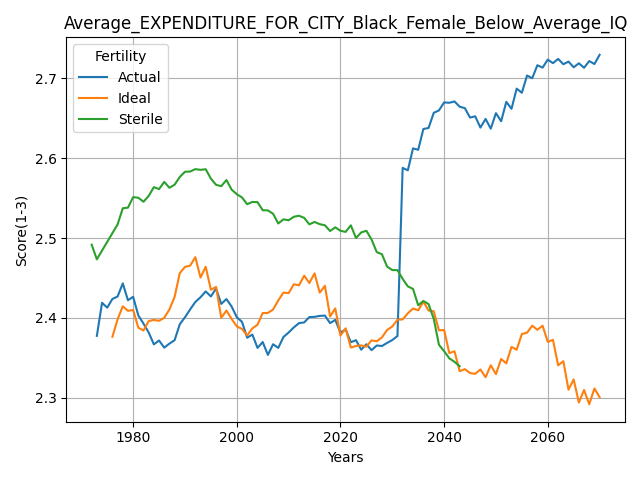 Average_EXPENDITURE_FOR_CITY_Black_Female_Below_Average_IQ
Fertility
Actual
Ideal
Sterile
Score(1-3)
2.7
2.6
2.5
2.4
2.3
1980 2000 2020 2040 2060
Years